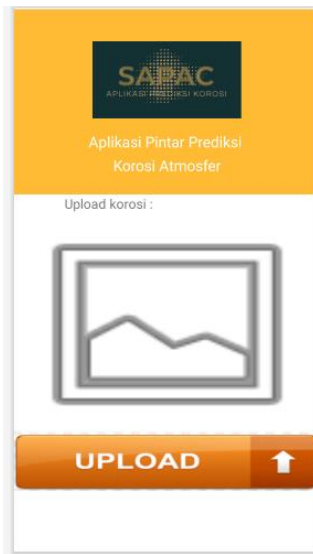 SAPAC
APLIKASI PREDIKSI KOROSI
Aplikasi Pintar Prediksi
Korosi Atmosfer
Upload korosi :
UPLOAD